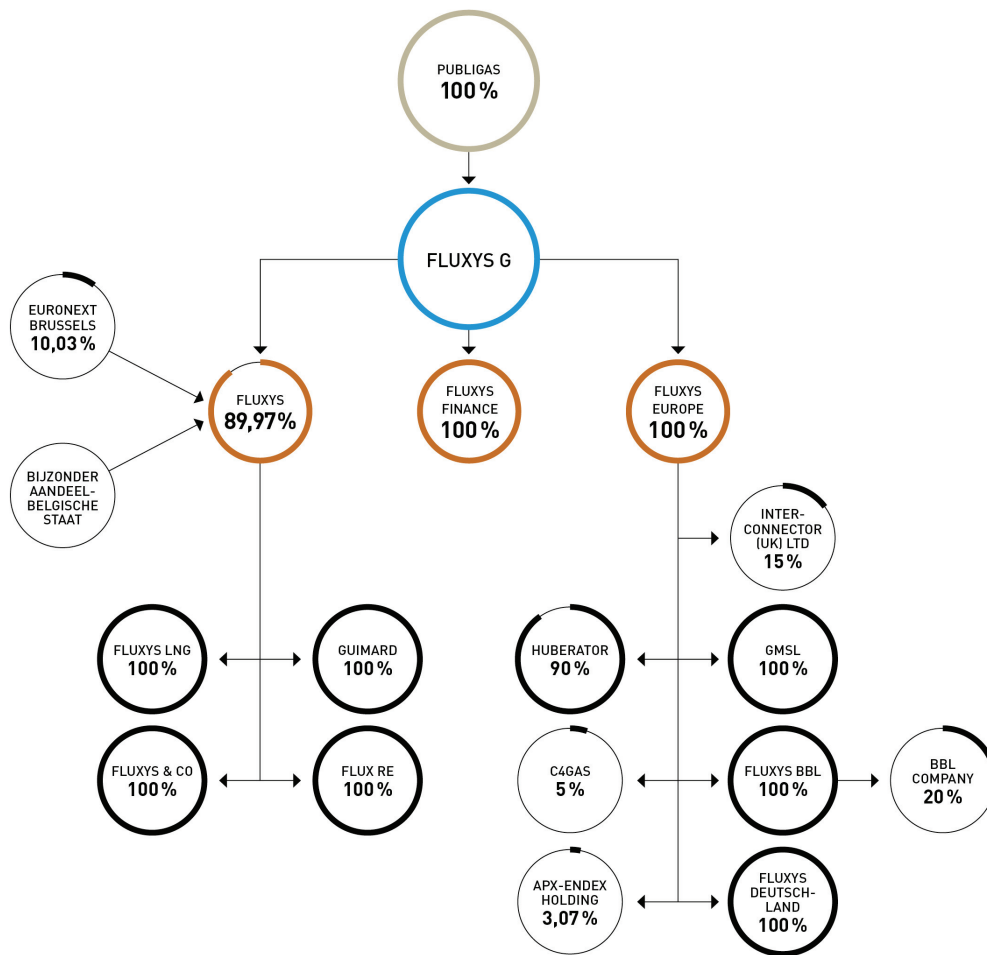 PUBLIGAS
100 %
FLUXYS G
EURONEXT
BRUSSELS
10,03 %
FLUXYS
89,97%
FLUXYS
FINANCE
100 %
FLUXYS
EUROPE
100 %
BIJZONDER
AANDEEL-
BELGISCHE
STAAT
INTER-
CONNECTOR
(UK) LTD
15 %
FLUXYS LNG
100 %
GUIMARD
100 %
HUBERATOR
90 %
GMSL
100 %
FLUXYS & CO
100 %
FLUX RE
100 %
C4GAS
5 %
FLUXYS BBL
100 %
BBL
COMPANY
20 %
APX-ENDEX
HOLDING
3,07 %
FLUXYS
DEUTSCH-
LAND
100 %